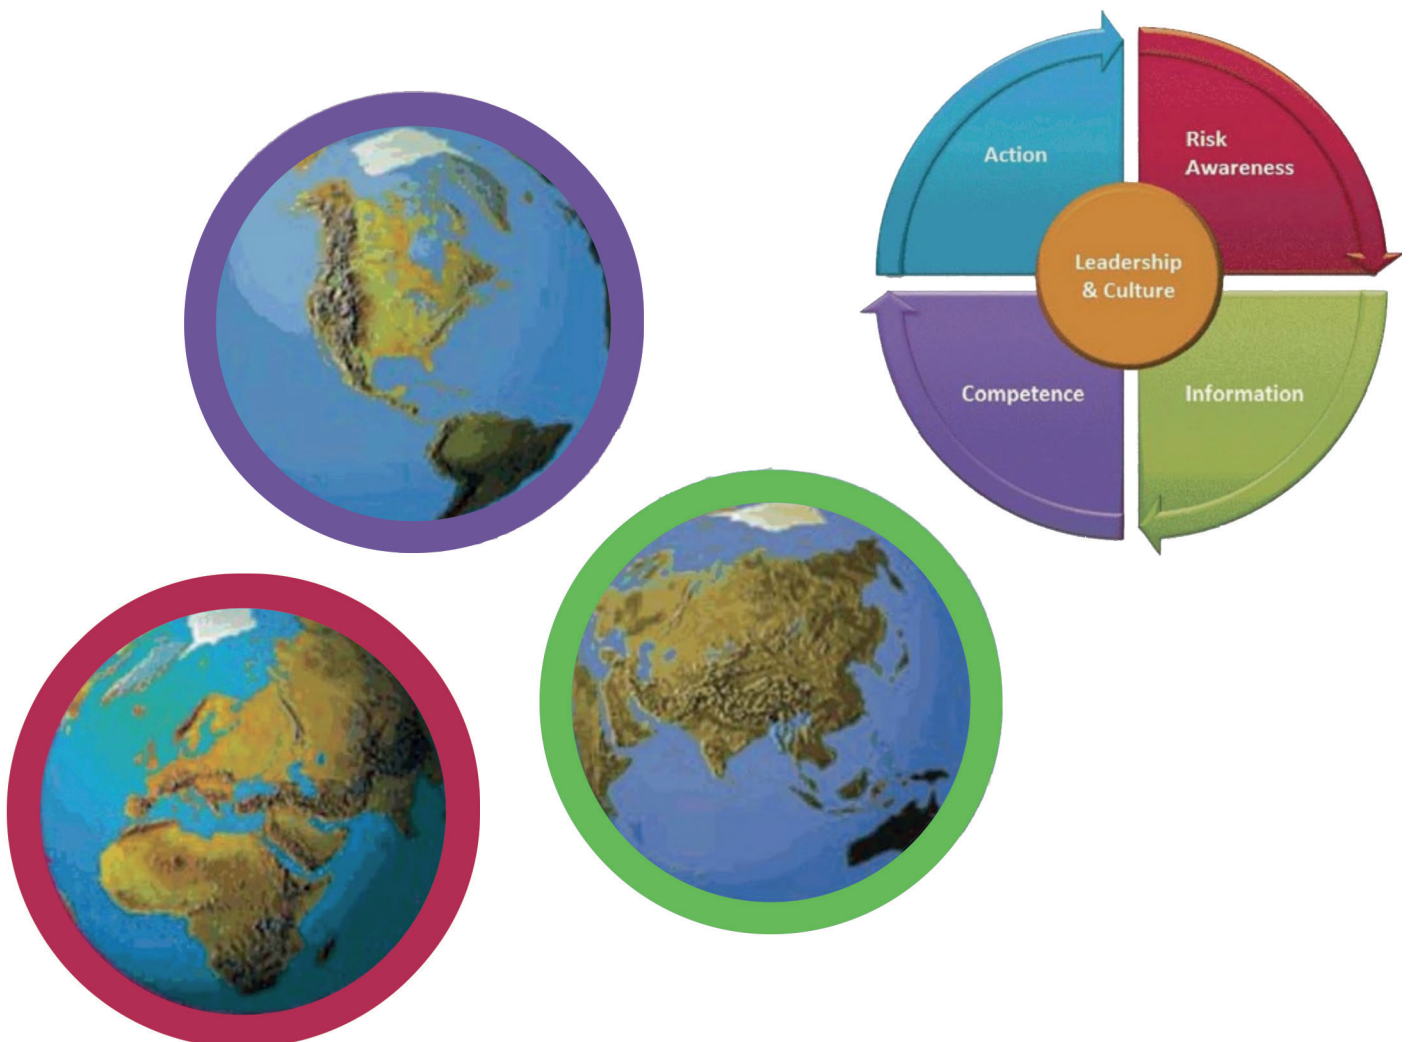 Action
Risk
Awareness
Leadership
& Culture
Competence
Information